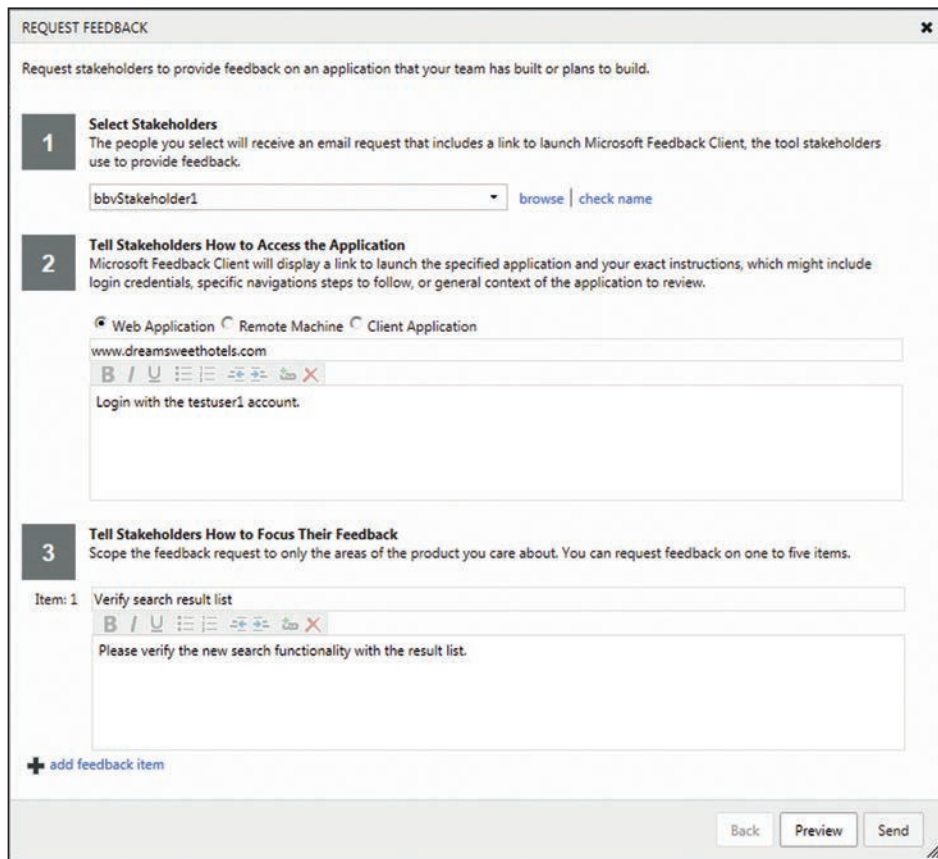 REQUEST FEEDBACK
Request stakeholders to provide feedback on an application that your team has built or plans to build.
1
Select Stakeholders
The people you select will receive an email request that includes a link to launch Microsoft Feedback Client, the tool stakeholders
use to provide feedback.
bbvStakeholder1
browse | check name
2
Tell Stakeholders How to Access the Application
Microsoft Feedback Client will display a link to launch the specified application and your exact instructions, which might include
login credentials, specific navigations steps to follow, or general context of the application to review.
Web Application Remote Machine Client Application
www.dreamsweethotels.com
B I U
Login with the testuser1 account.
3
Tell Stakeholders How to Focus Their Feedback
Scope the feedback request to only the areas of the product you care about. You can request feedback on one to five items.
Item: 1 Verify search result list
B I U
Please verify the new search functionality with the result list.
add feedback item
Back Preview Send